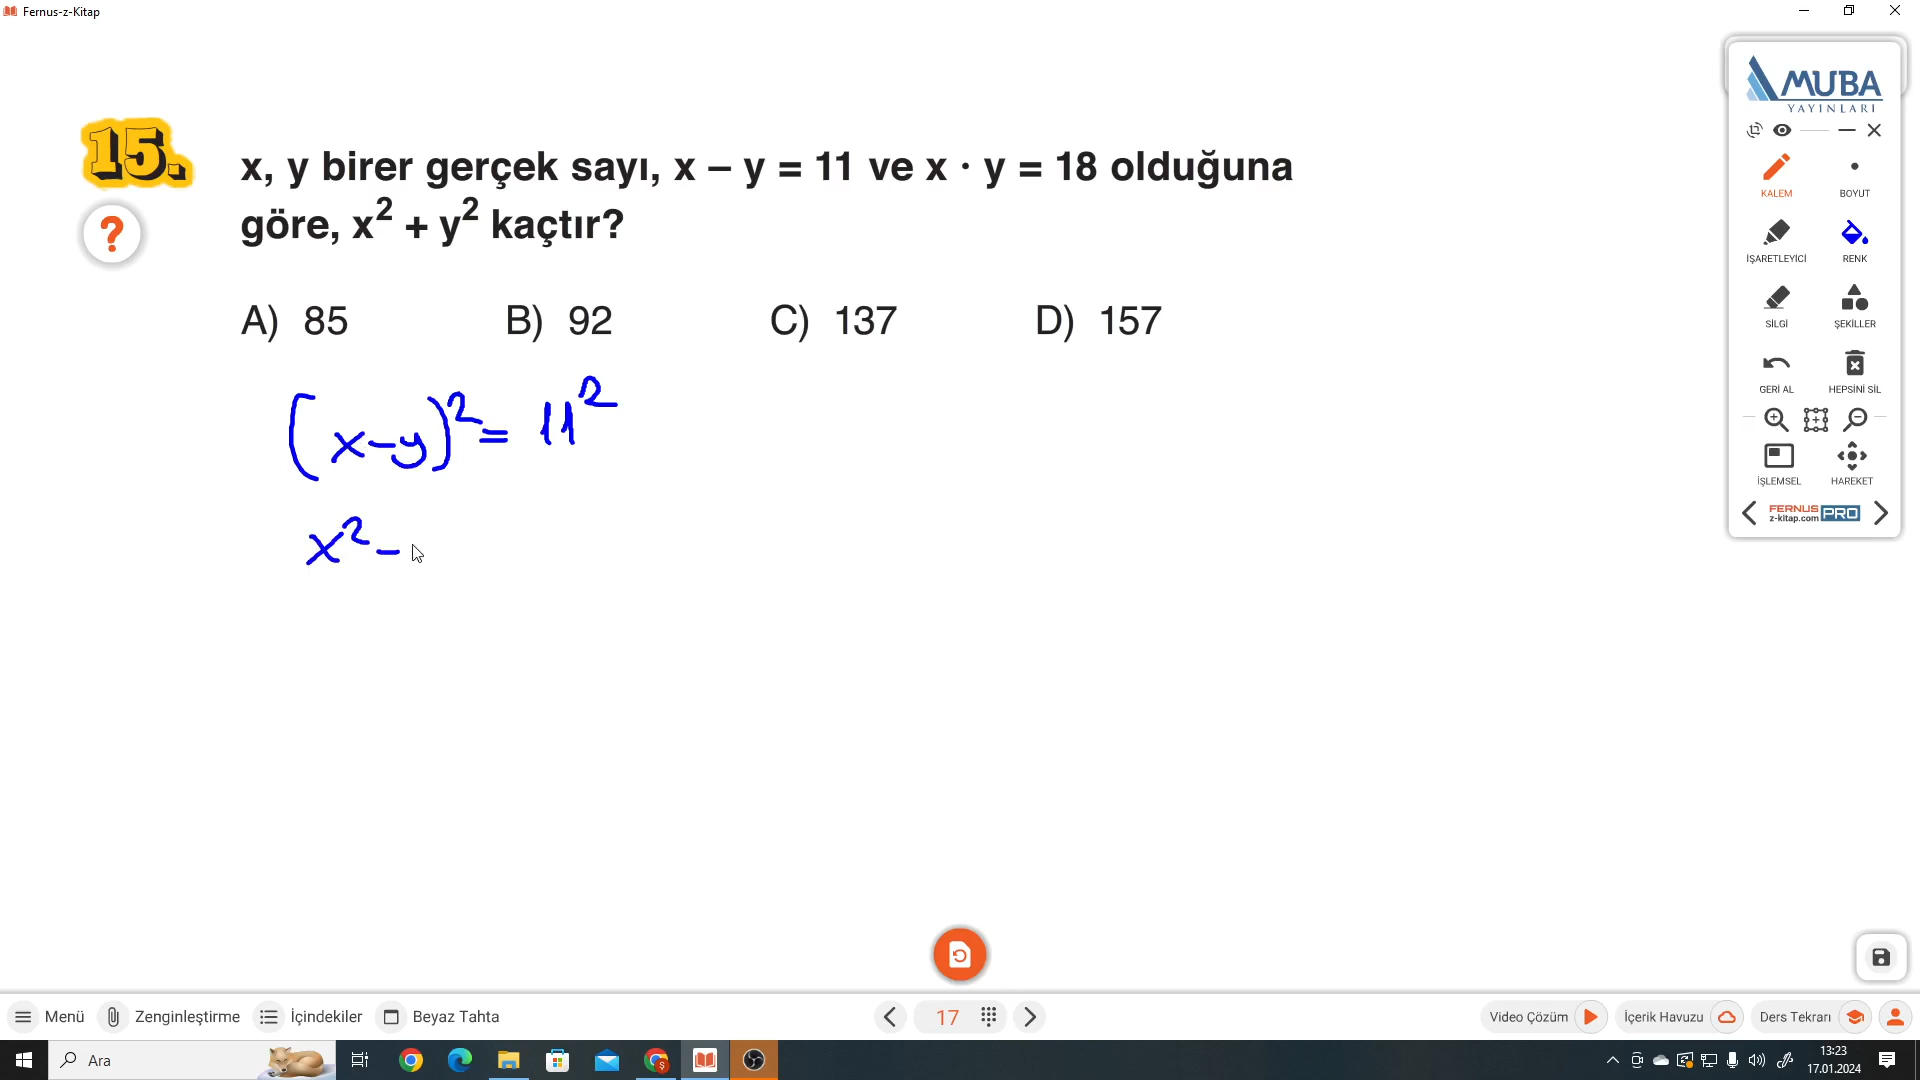 Fernus-z-Kitap
MUBA
YAYINLARI
15.
x, y birer gerçek sayı, x – y = 11 ve x · y = 18 olduğuna
göre, x² + y² kaçtır?
?
A) 85 B) 92 C) 137 D) 157
(x-y)² = 11²
x² -
KALEM BOYUT
İŞARETLEYİCİ RENK
SİLGİ ŞEKİLLER
GERİ AL HEPSİNİ SİL
İŞLEMSEL HAREKET
FERNUS
z-kitap.com PRO
Menü Zenginleştirme İçindekiler Beyaz Tahta 17 Video Çözüm İçerik Havuzu Ders Tekrarı
Ara
13:23
17.01.2024